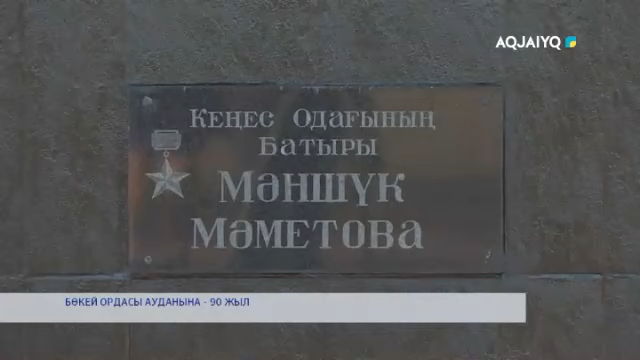 AQJAIYQ
КЕҢЕС ОДАҒЫНЫҢ
БАТЫРЫ
МӘНШҮК
МӘМЕТОВА
БӨКЕЙ ОРДАСЫ АУДАНЫНА - 90 ЖЫЛ